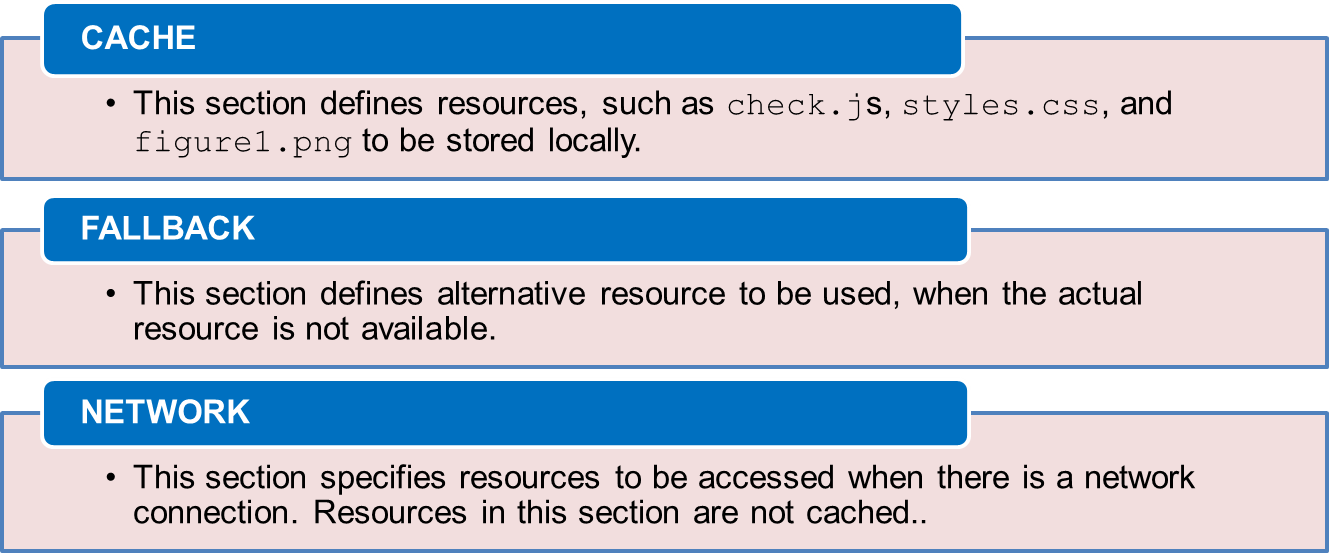 CACHE
• This section defines resources, such as check.js, styles.css, and
figure1.png to be stored locally.
FALLBACK
• This section defines alternative resource to be used, when the actual
resource is not available.
NETWORK
• This section specifies resources to be accessed when there is a network
connection. Resources in this section are not cached..